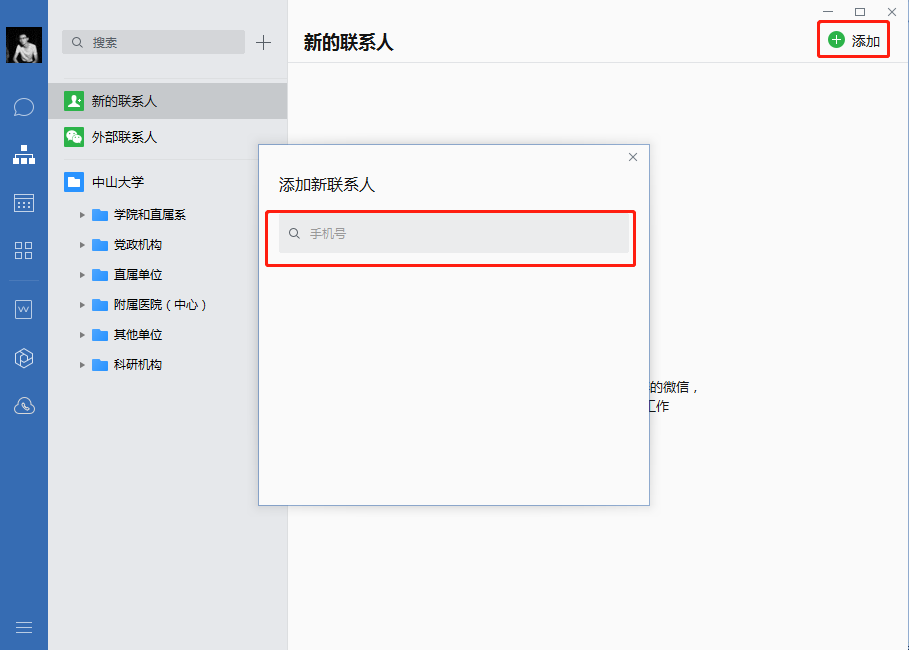 搜索
新的联系人
外部联系人
中山大学
学院和直属系
党政机构
直属单位
附属医院（中心）
其他单位
科研机构
新的联系人
添加
添加新联系人
手机号
的微信，
工作